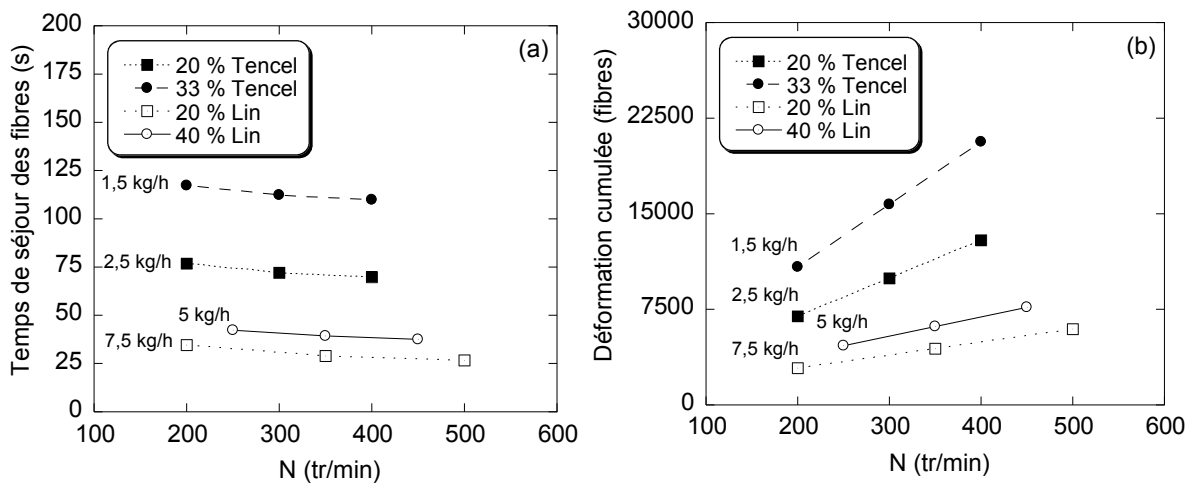 (a)
20 % Tencel
33 % Tencel
20 % Lin
40 % Lin
Temps de séjour des fibres (s)
200
175
150
125
100
75
50
25
0
1,5 kg/h
2,5 kg/h
5 kg/h
7,5 kg/h
100 200 300 400 500 600
N (tr/min)
(b)
20 % Tencel
33 % Tencel
20 % Lin
40 % Lin
Déformation cumulée (fibres)
30000
22500
15000
7500
0
1,5 kg/h
2,5 kg/h
5 kg/h
7,5 kg/h
100 200 300 400 500 600
N (tr/min)